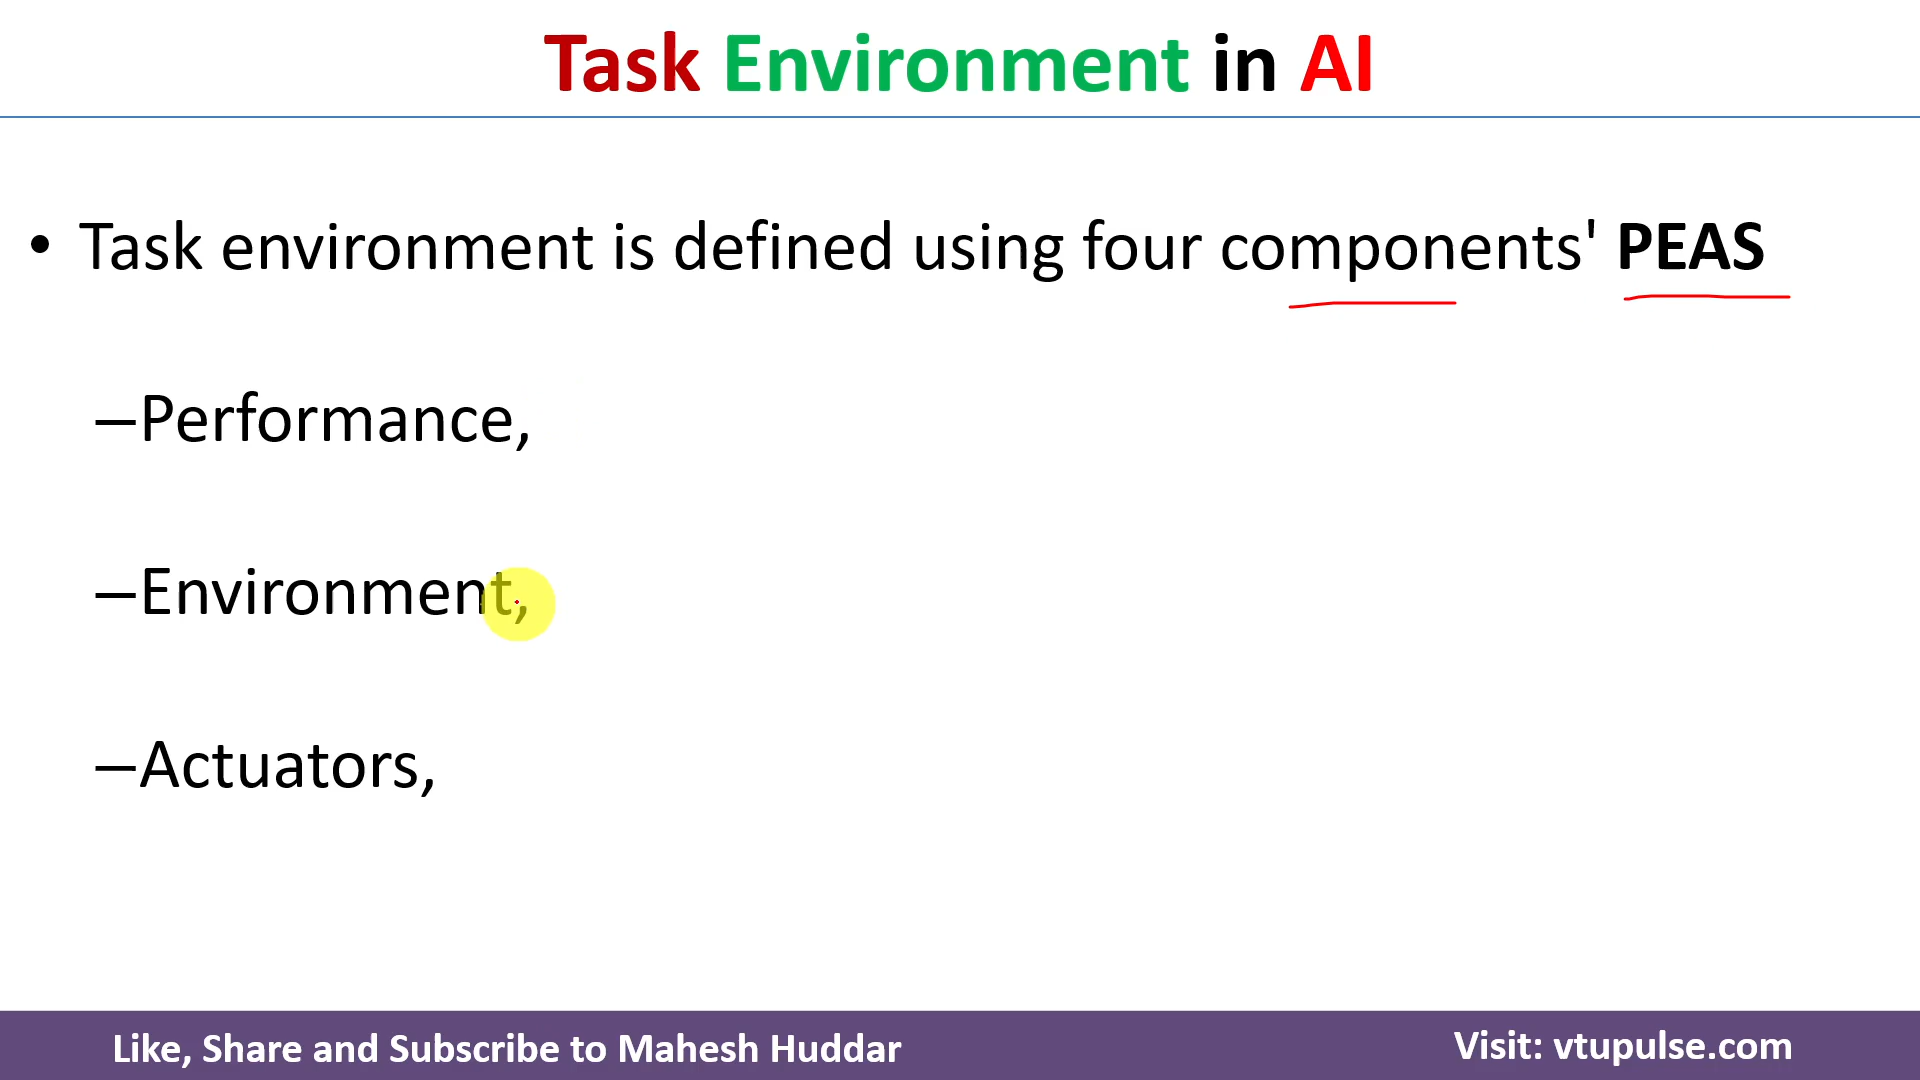 Task Environment in AI
• Task environment is defined using four components' PEAS
–Performance,
–Environment,
–Actuators,
Like, Share and Subscribe to Mahesh Huddar
Visit: vtupulse.com